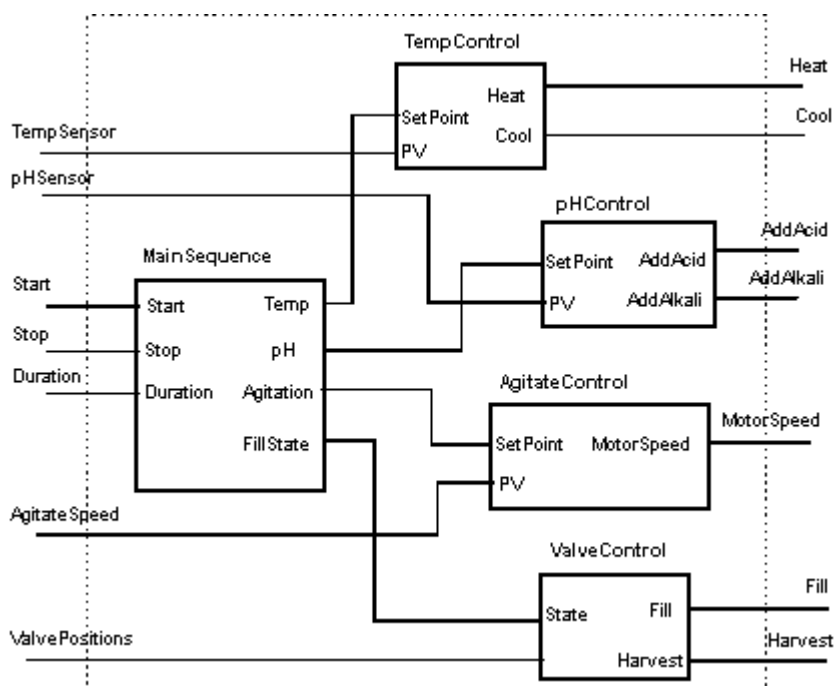 TempControl
Heat
Heat
Cool
SetPoint
Cool
TempSensor
PV
pHSensor
pHControl
AddAcid
MainSequence
SetPoint
AddAcid
AddAlkali
Start
Start
Temp
PV
AddAlkali
Stop
Stop
pH
Duration
Duration
Agitation
AgitateControl
MotorSpeed
FillState
SetPoint
MotorSpeed
PV
AgitateSpeed
ValveControl
Fill
State
Fill
ValvePositions
Harvest
Harvest